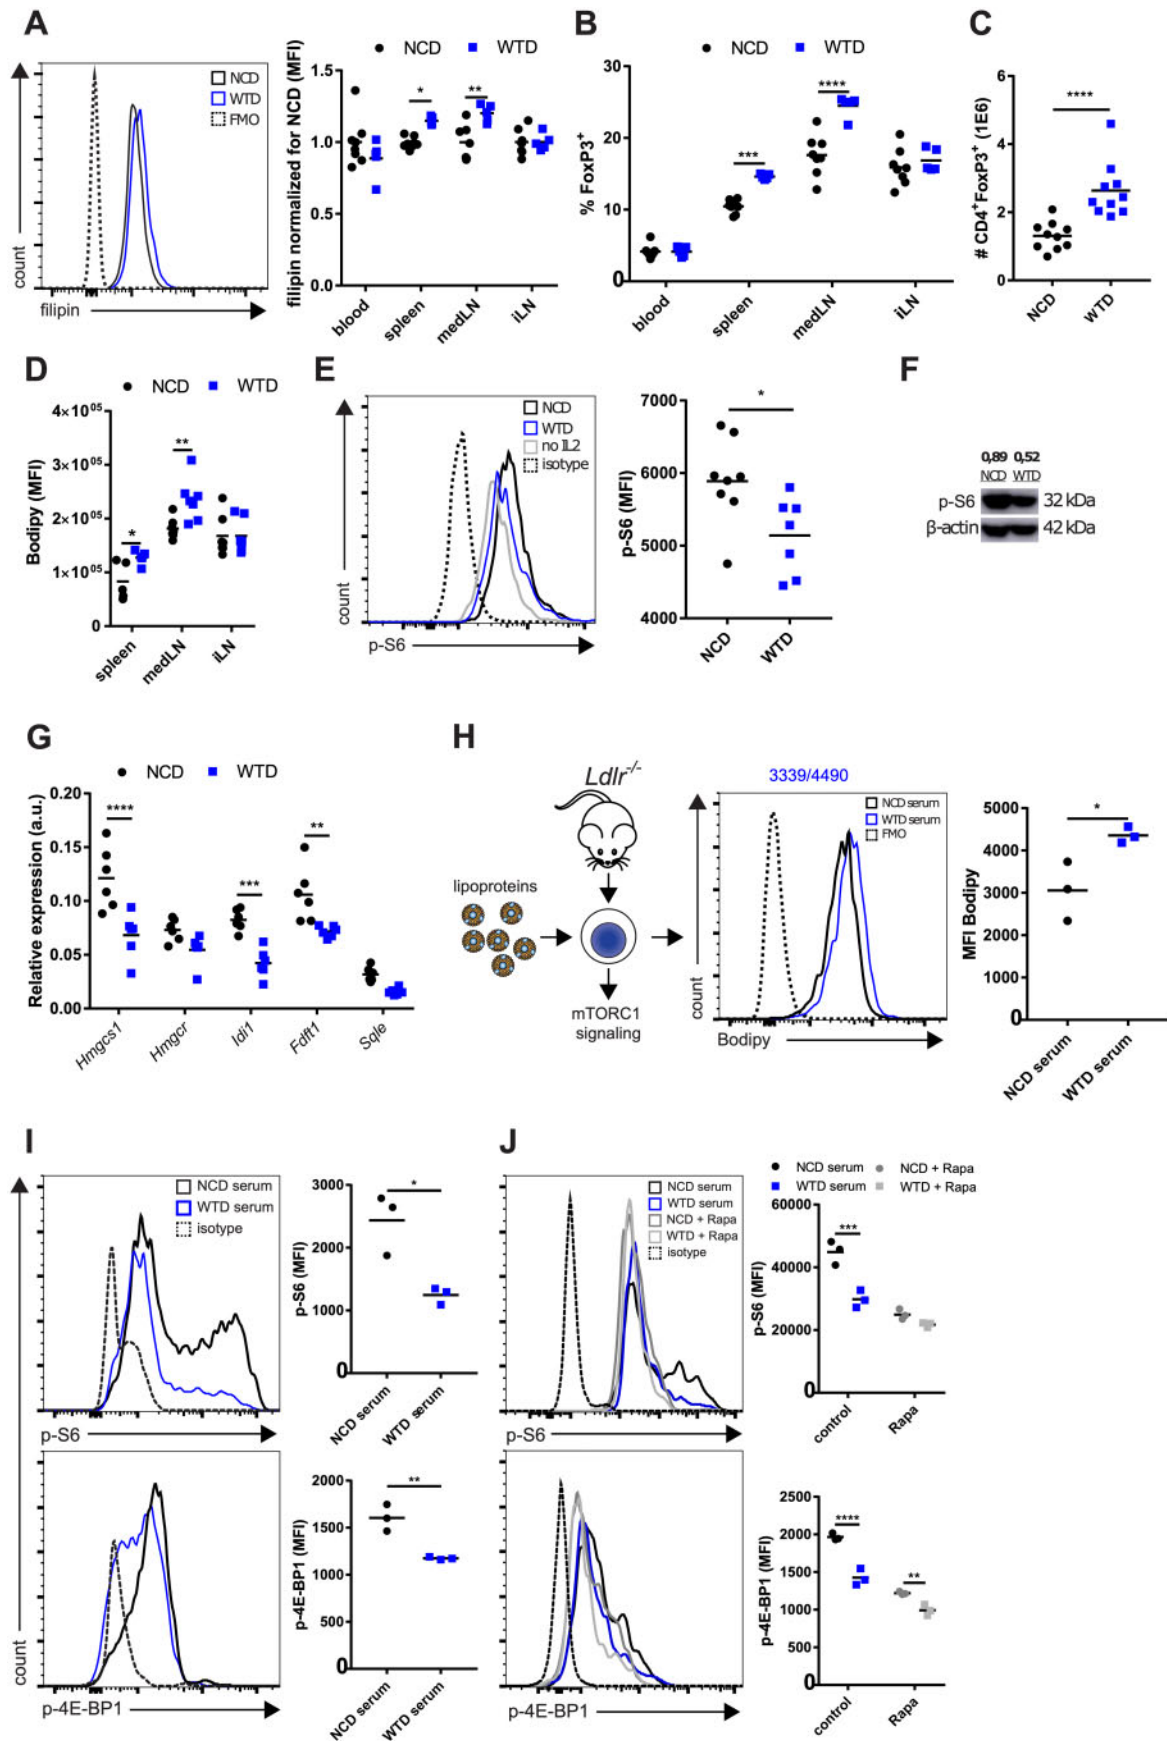 A
NCD
WTD
FMO
count
filipin
NCD WTD
filipin normalized for NCD (MFI)
1.5
1.0
0.5
0.0
* **
blood spleen medLN iLN
B
NCD WTD
% FoxP3+
30
20
10
0
*** ****
blood spleen medLN iLN
C
# CD4+FoxP3+ (1E6)
6
4
2
0
****
NCD WTD
D
NCD WTD
Bodipy (MFI)
4×10^05
3×10^05
2×10^05
1×10^05
0
* **
spleen medLN iLN
E
NCD
WTD
no IL2
isotype
count
p-S6
p-S6 (MFI)
7000
6000
5000
4000
*
NCD WTD
F
0,89 0,52
NCD WTD
p-S6 32 kDa
β-actin 42 kDa
G
NCD WTD
Relative expression (a.u.)
0.20
0.15
0.10
0.05
0.00
**** *** **
Hmgcs1 Hmgcr Idi1 Fdft1 Sqle
H
Ldlr-/-
lipoproteins
mTORC1
signaling
3339/4490
NCD serum
WTD serum
FMO
count
Bodipy
MFI Bodipy
5000
4000
3000
2000
1000
0
*
NCD serum WTD serum
I
NCD serum
WTD serum
isotype
p-S6
p-S6 (MFI)
3000
2000
1000
0
*
NCD serum WTD serum
count
p-4E-BP1
p-4E-BP1 (MFI)
2000
1500
1000
500
0
**
NCD serum WTD serum
J
NCD serum
WTD serum
NCD + Rapa
WTD + Rapa
isotype
p-S6
NCD serum NCD + Rapa
WTD serum WTD + Rapa
p-S6 (MFI)
60000
40000
20000
0
***
control Rapa
p-4E-BP1
p-4E-BP1 (MFI)
2500
2000
1500
1000
500
0
**** **
control Rapa